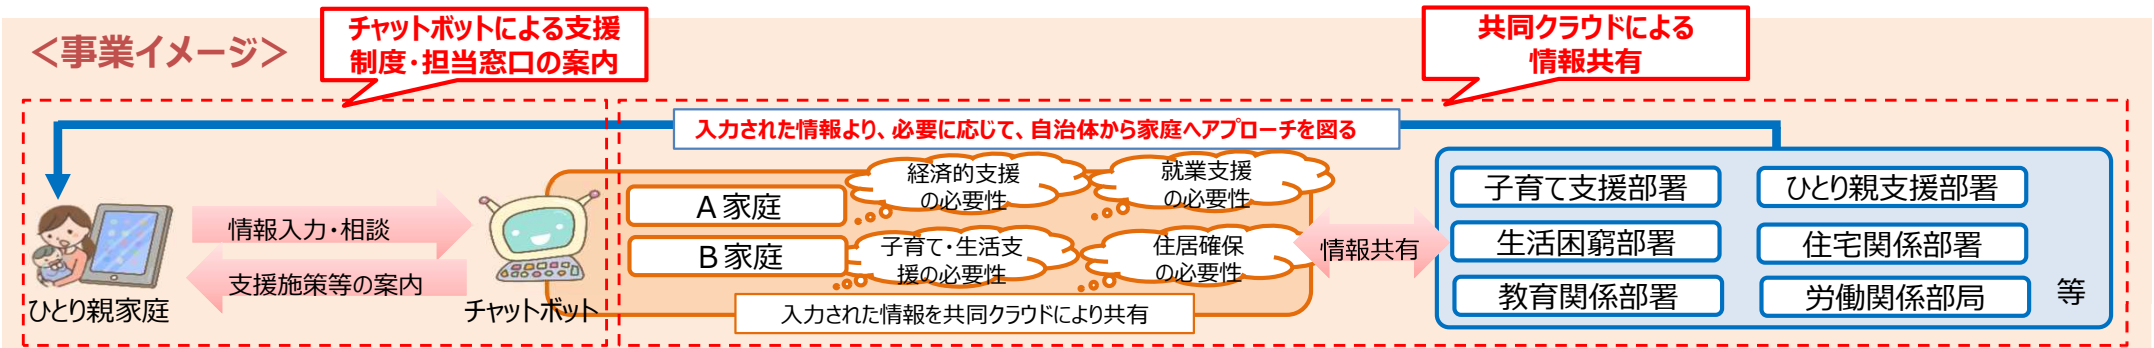 ＜事業イメージ＞
チャットボットによる支援
制度・担当窓口の案内
共同クラウドによる
情報共有
入力された情報より、必要に応じて、自治体から家庭へアプローチを図る
ひとり親家庭
情報入力・相談
支援施策等の案内
チャットボット
Ａ家庭
Ｂ家庭
経済的支援
の必要性
就業支援
の必要性
子育て・生活支
援の必要性
住居確保
の必要性
入力された情報を共同クラウドにより共有
情報共有
子育て支援部署
ひとり親支援部署
生活困窮部署
住宅関係部署
教育関係部署
労働関係部局
等